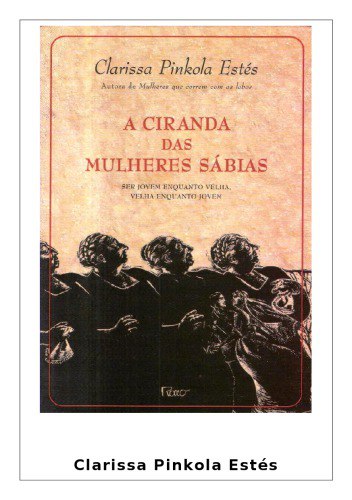 Clarissa Pinkola Estés
Autora de Mulheres que correm com os lobos
A CIRANDA
DAS
MULHERES SÁBIAS
SER JOVEM ENQUANTO VELHA,
VELHA ENQUANTO JOVEM
Rocco
Clarissa Pinkola Estés